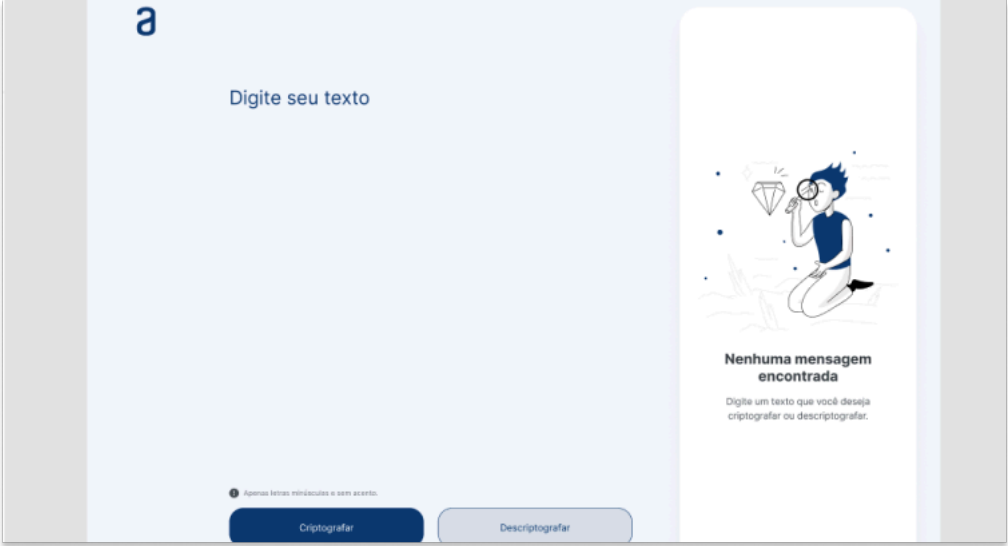 a
Digite seu texto
Nenhuma mensagem
encontrada
Digite um texto que você deseja
criptografar ou descriptografar.
Apenas letras minúsculas e sem acento.
Criptografar
Descriptografar